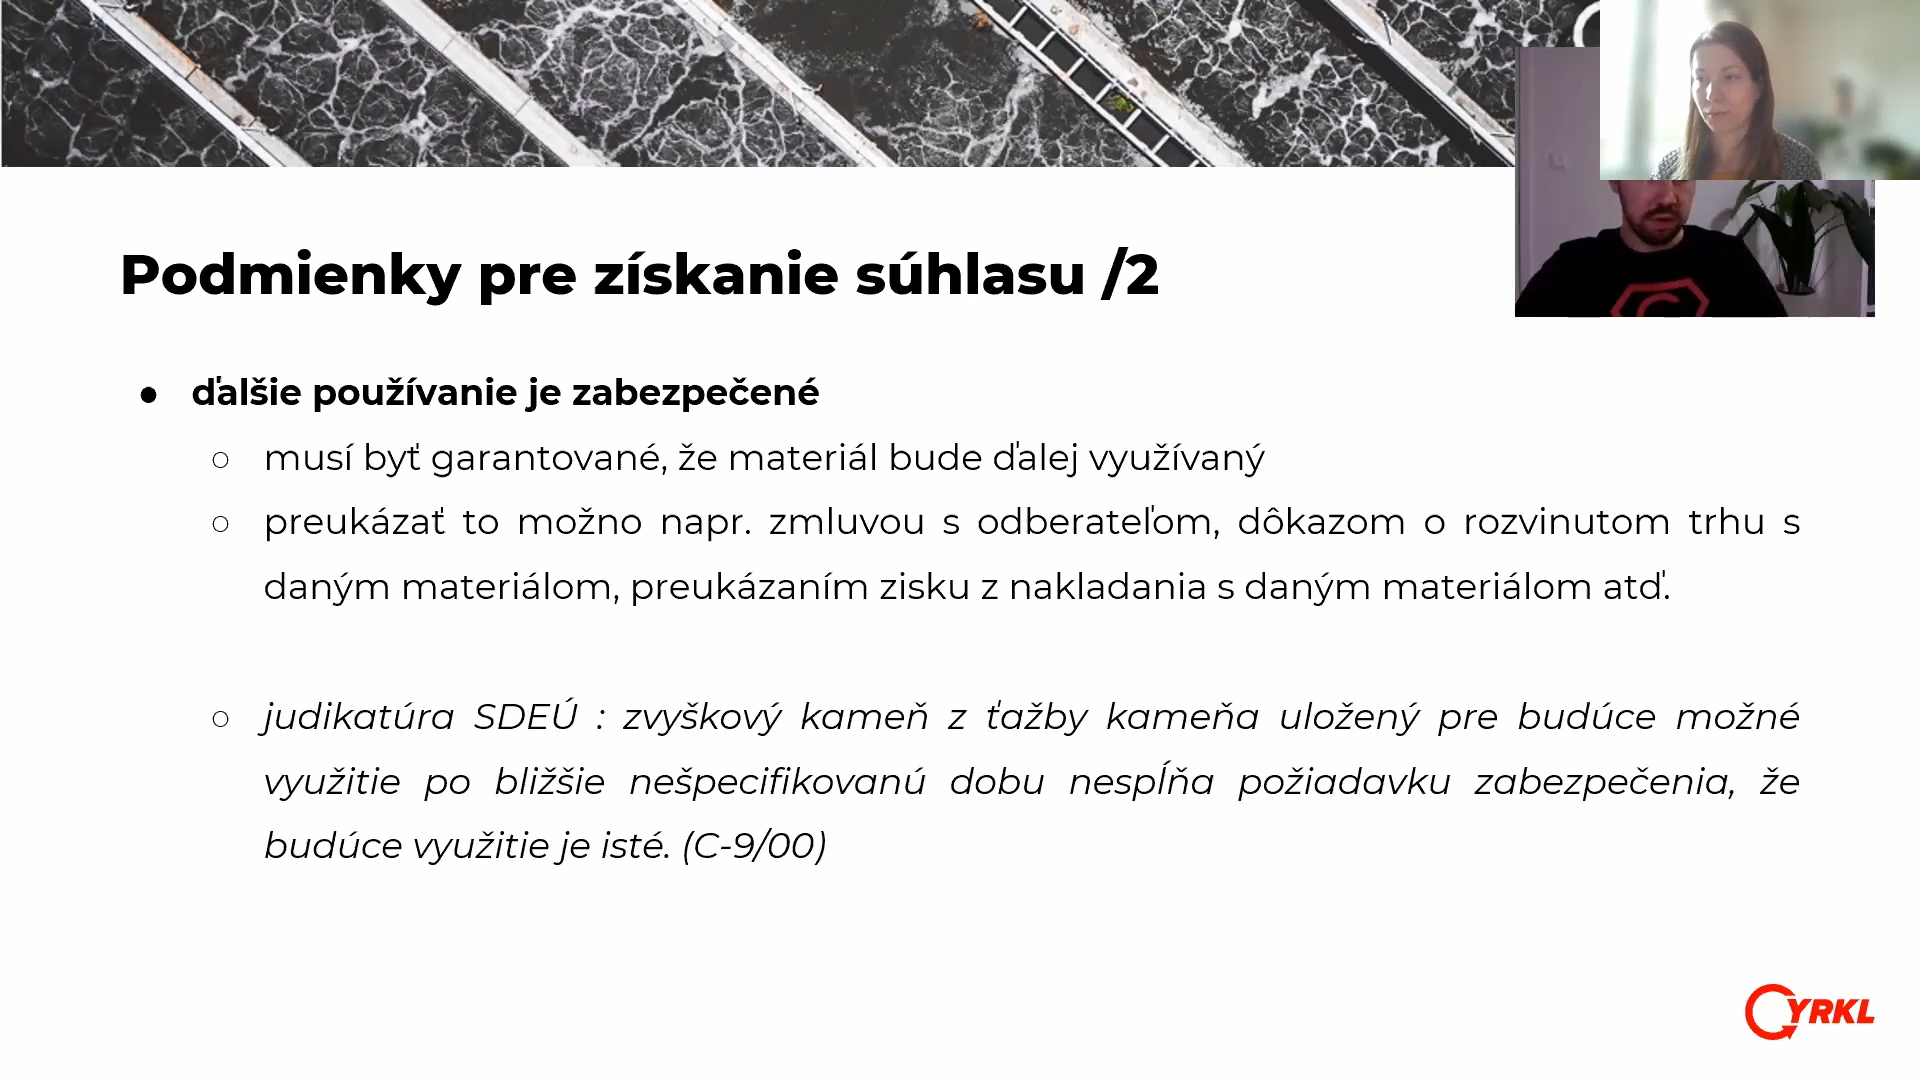 Podmienky pre získanie súhlasu /2
● ďalšie používanie je zabezpečené
○ musí byť garantované, že materiál bude ďalej využívaný
○ preukázať to možno napr. zmluvou s odberateľom, dôkazom o rozvinutom trhu s
daným materiálom, preukázaním zisku z nakladania s daným materiálom atď.
○ judikatúra SDEÚ : zvyškový kameň z ťažby kameňa uložený pre budúce možné
využitie po bližšie nešpecifikovanú dobu nespĺňa požiadavku zabezpečenia, že
budúce využitie je isté. (C-9/00)
CYRKL